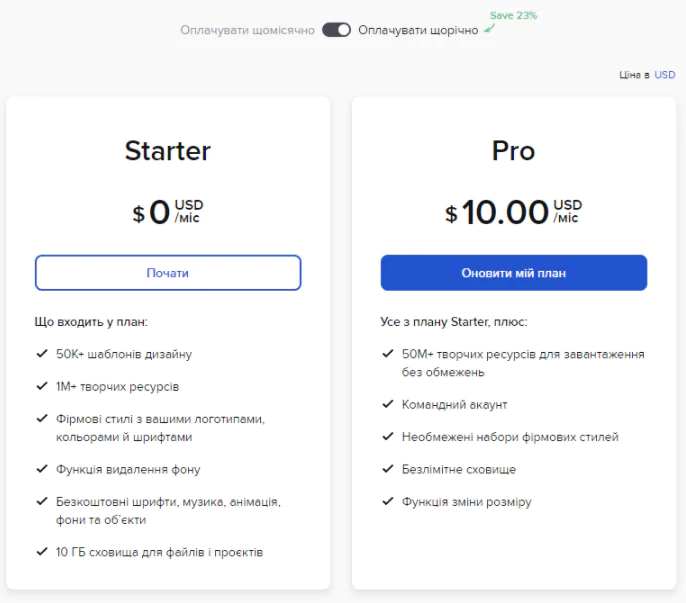 Save 23%
Оплачувати щомісячно Оплачувати щорічно
Ціна в USD
Starter
$ 0 USD /міс
Почати
Що входить у план:
50K+ шаблонів дизайну
1M+ творчих ресурсів
Фірмові стилі з вашими логотипами,
кольорами й шрифтами
Функція видалення фону
Безкоштовні шрифти, музика, анімація,
фони та об'єкти
10 ГБ сховища для файлів і проєктів
Pro
$ 10.00 USD /міс
Оновити мій план
Усе з плану Starter, плюс:
50M+ творчих ресурсів для завантаження
без обмежень
Командний акаунт
Необмежені набори фірмових стилей
Безлімітне сховище
Функція зміни розміру